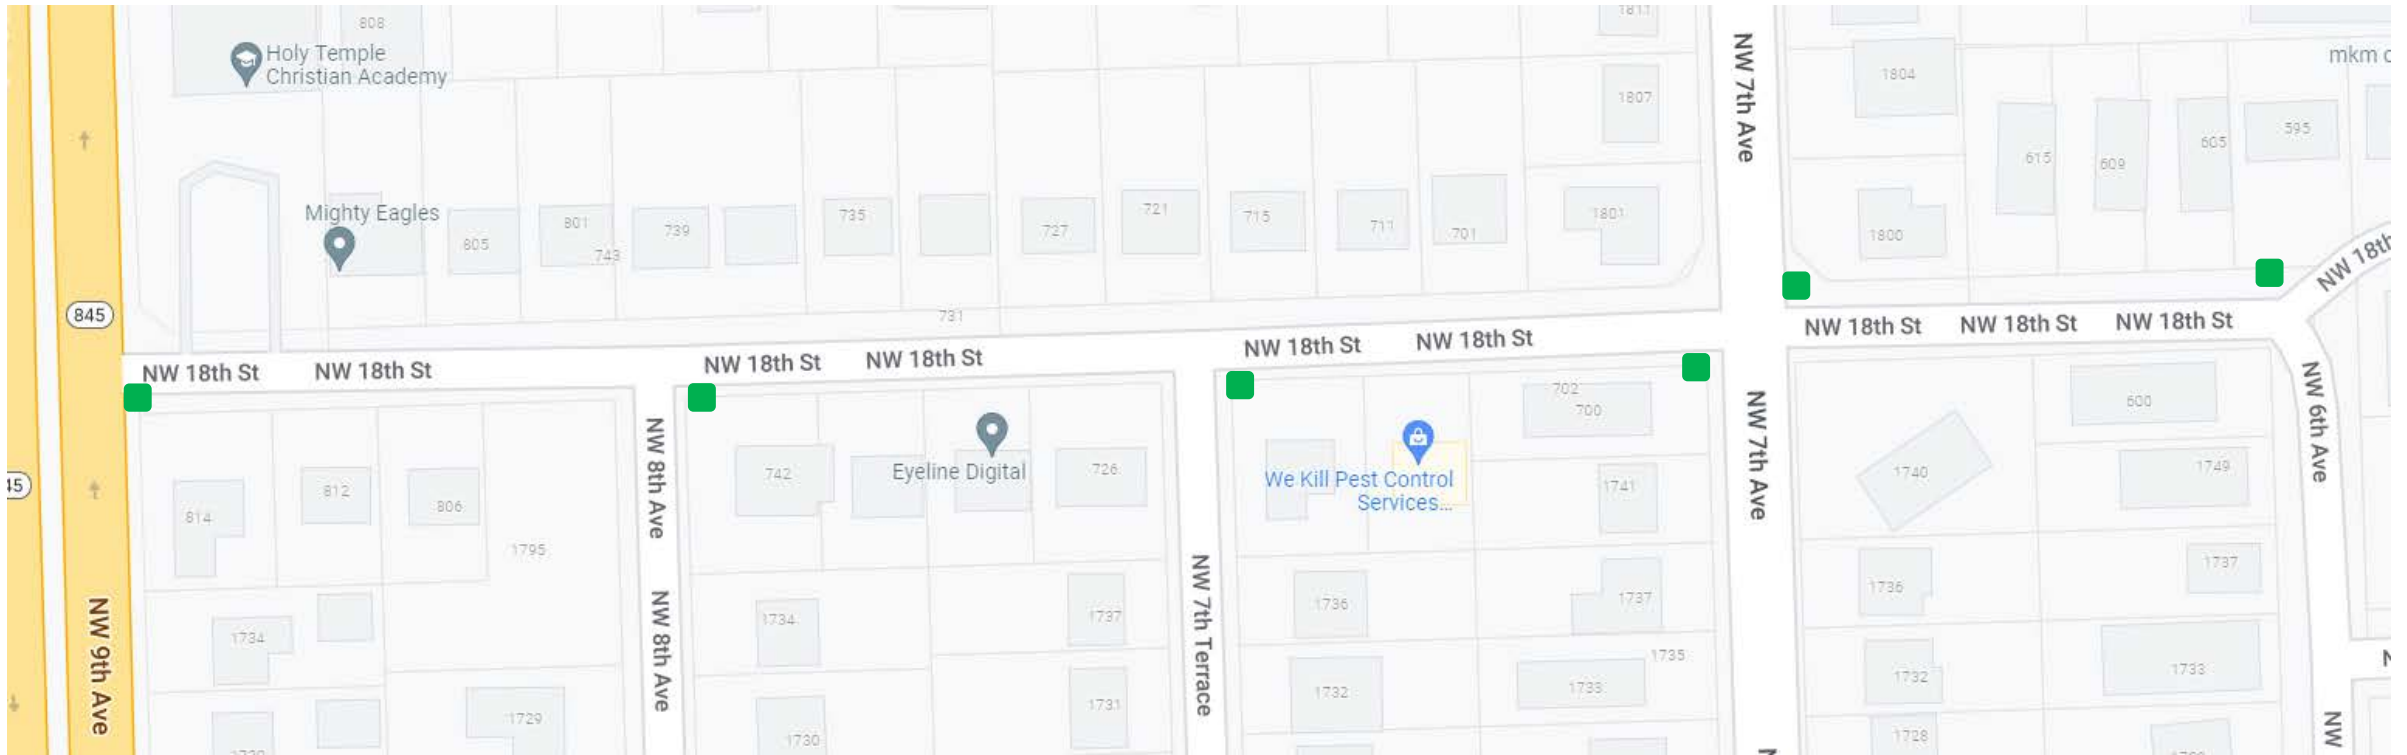 808
1811
Holy Temple
Christian Academy
NW 7th Ave
1804
mkm c
1807
595
615
609
605
Mighty Eagles
805
801
743
739
735
727
721
715
711
701
1801
1800
NW 18th
845
731
NW 18th St
NW 18th St
NW 18th St
NW 18th St
NW 18th St
NW 18th St
NW 18th St
NW 18th St
NW 18th St
NW 8th Ave
NW 7th Ave
NW 6th Ave
702
700
600
742
Eyeline Digital
726
We Kill Pest Control
Services...
1741
1740
1749
45
814
812
806
1795
NW 9th Ave
NW 8th Ave
NW 7th Terrace
1734
1734
1737
1736
1737
1736
1737
1735
1732
1733
1732
1733
1729
1731
1730
1728
NW